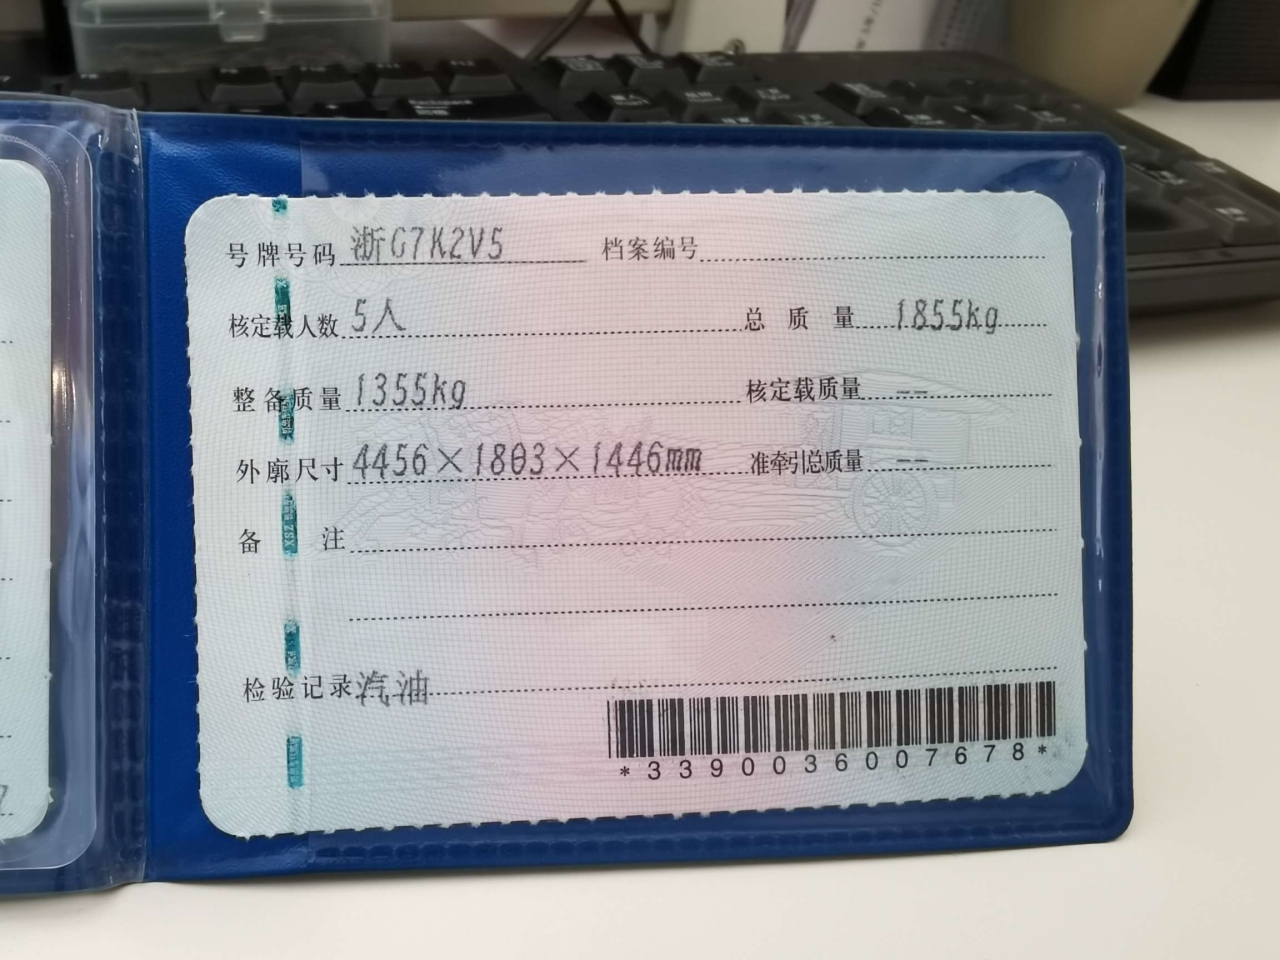 号牌号码 浙G7K2V5 档案编号
核定载人数 5人 总质量 1855kg
整备质量 1355kg 核定载质量 --
外廓尺寸 4456×1803×1446mm 准牵引总质量 --
备注
检验记录 汽油
*3390036007678*